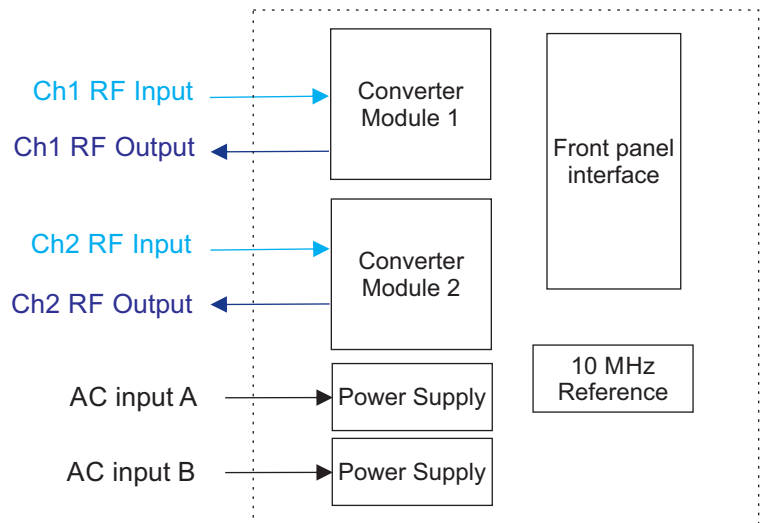 Ch1 RF Input
Ch1 RF Output
Converter
Module 1
Front panel
interface
Ch2 RF Input
Ch2 RF Output
Converter
Module 2
10 MHz
Reference
AC input A
Power Supply
AC input B
Power Supply